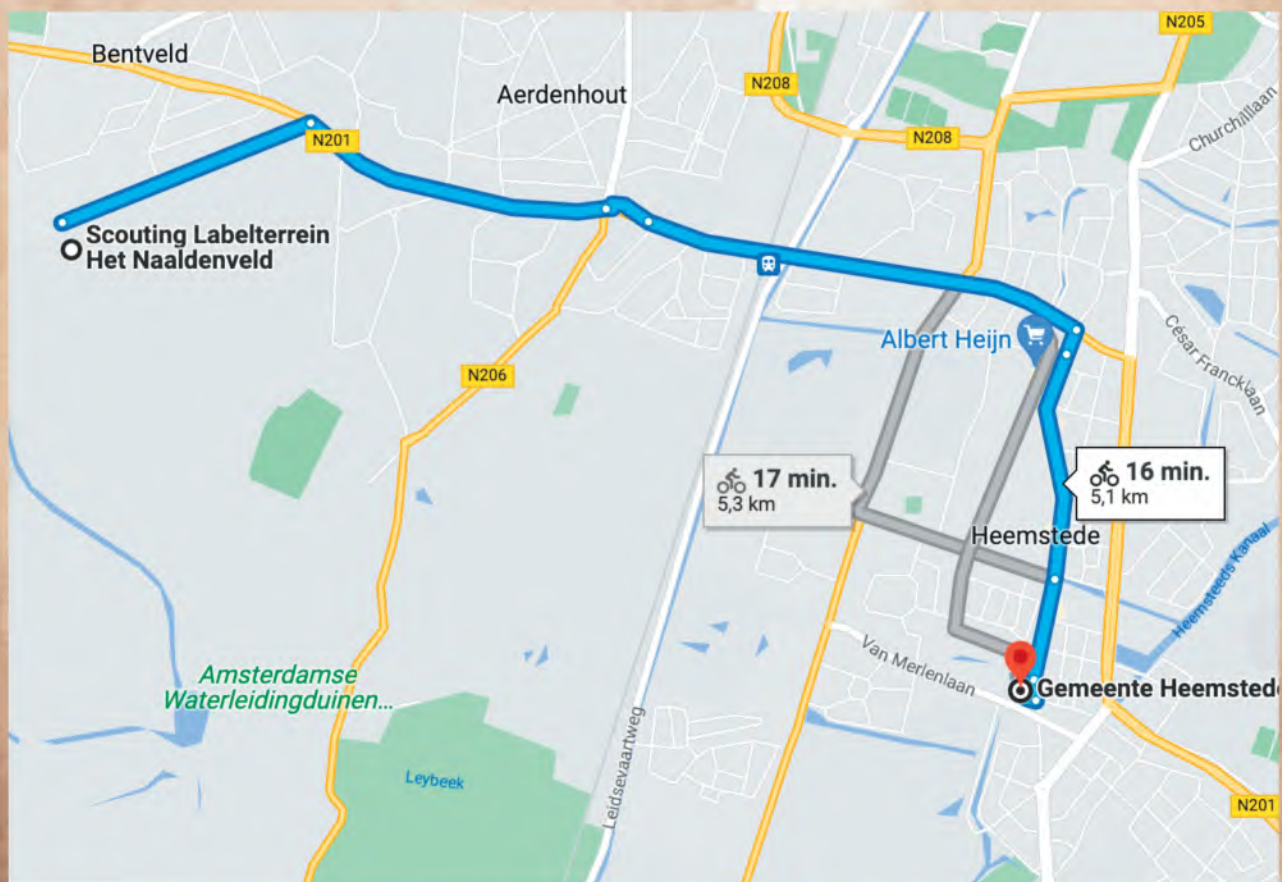 N205
Bentveld
N208
Aerdenhout
N201
N208
Churchilllaan
Scouting Labelterrein
Het Naaldenveld
Albert Heijn
César Francklaan
N206
17 min.
5,3 km
16 min.
5,1 km
Heemstede
Heemsteeds Kanaal
Van Merlenlaan
Amsterdamse
Waterleidingduinen...
Gemeente Heemstede
Leybeek
Leidsevaartweg
N201